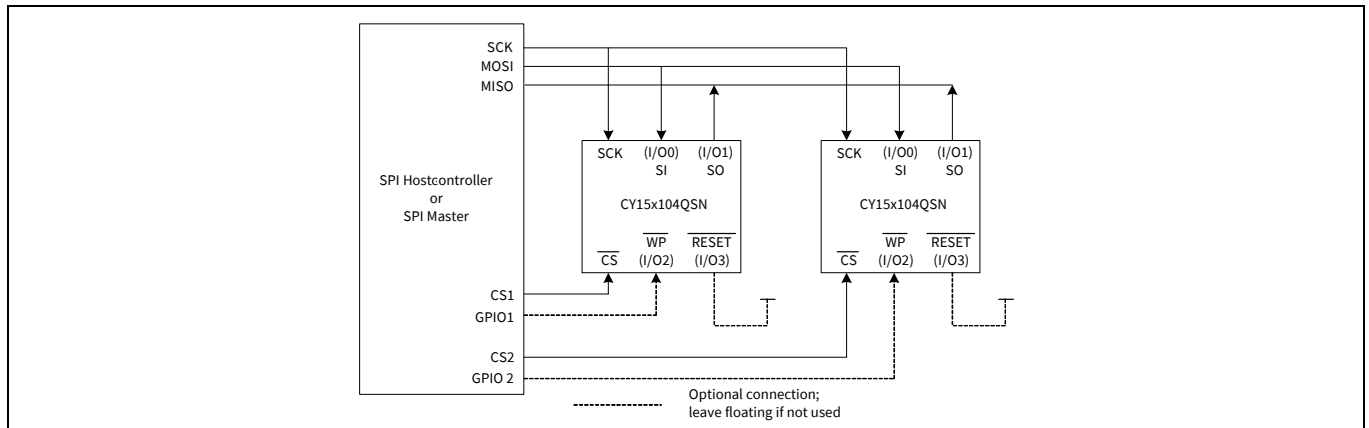 SCK
MOSI
MISO
SPI Hostcontroller
or
SPI Master
CS1
GPIO1
CS2
GPIO 2
SCK
(I/O0)
SI
(I/O1)
SO
CY15x104QSN
CS
WP
(I/O2)
RESET
(I/O3)
SCK
(I/O0)
SI
(I/O1)
SO
CY15x104QSN
CS
WP
(I/O2)
RESET
(I/O3)
Optional connection;
leave floating if not used